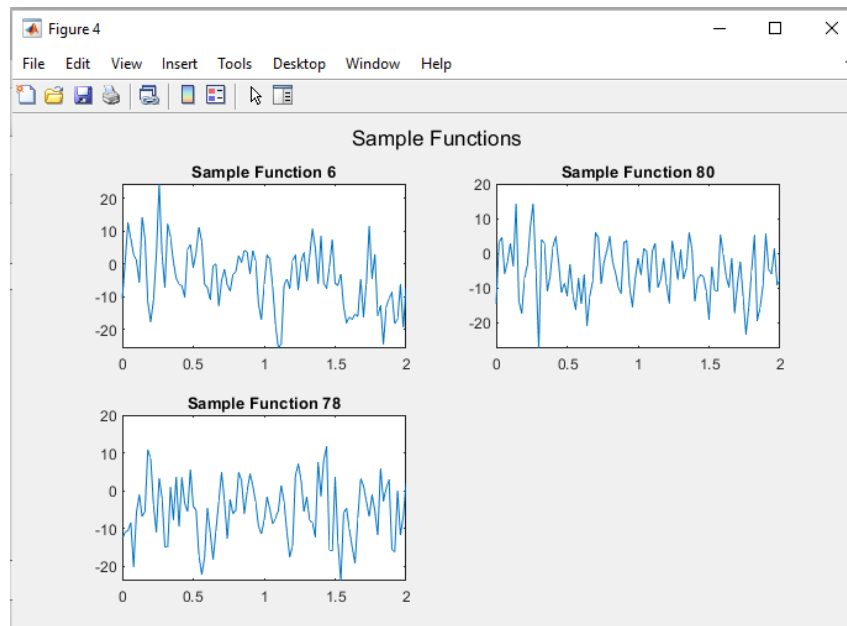 Figure 4
File Edit View Insert Tools Desktop Window Help
Sample Functions
Sample Function 6
20
10
0
-10
-20
0 0.5 1 1.5 2
Sample Function 80
20
10
0
-10
-20
0 0.5 1 1.5 2
Sample Function 78
20
10
0
-10
-20
0 0.5 1 1.5 2